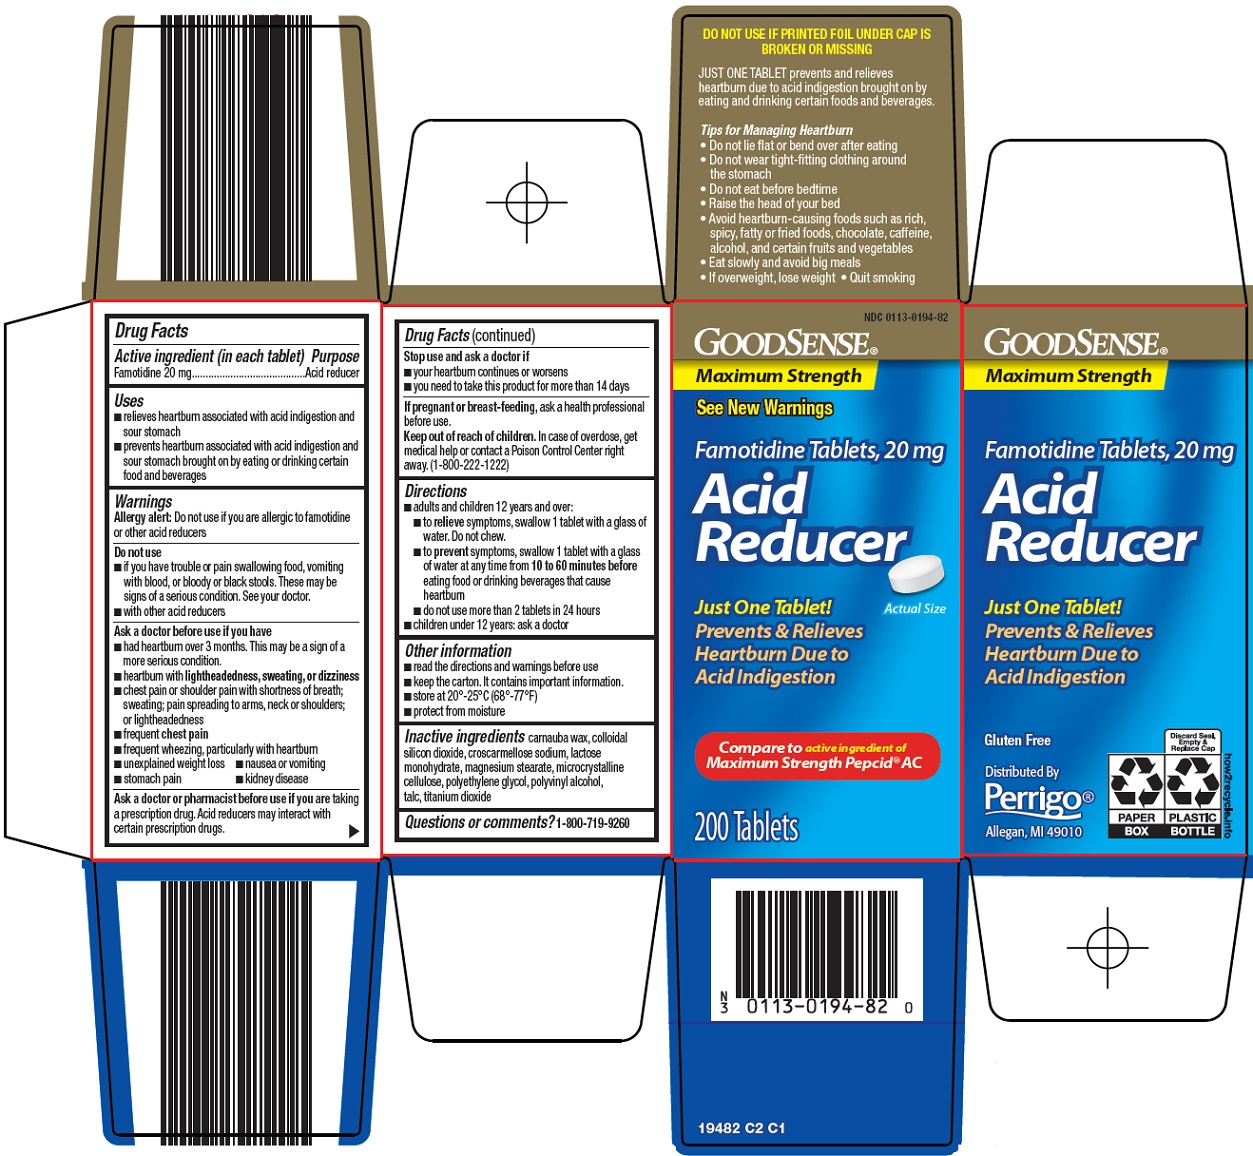 DO NOT USE IF PRINTED FOIL UNDER CAP IS
BROKEN OR MISSING
JUST ONE TABLET prevents and relieves
heartburn due to acid indigestion brought on by
eating and drinking certain foods and beverages.
Tips for Managing Heartburn
• Do not lie flat or bend over after eating
• Do not wear tight-fitting clothing around
the stomach
• Do not eat before bedtime
• Raise the head of your bed
• Avoid heartburn-causing foods such as rich,
spicy, fatty or fried foods, chocolate, caffeine,
alcohol, and certain fruits and vegetables
• Eat slowly and avoid big meals
• If overweight, lose weight • Quit smoking
Drug Facts
Active ingredient (in each tablet) Purpose
Famotidine 20 mg.........................................Acid reducer
Uses
■ relieves heartburn associated with acid indigestion and
sour stomach
■ prevents heartburn associated with acid indigestion and
sour stomach brought on by eating or drinking certain
food and beverages
Warnings
Allergy alert: Do not use if you are allergic to famotidine
or other acid reducers
Do not use
■ if you have trouble or pain swallowing food, vomiting
with blood, or bloody or black stools. These may be
signs of a serious condition. See your doctor.
■ with other acid reducers
Ask a doctor before use if you have
■ had heartburn over 3 months. This may be a sign of a
more serious condition.
■ heartburn with lightheadedness, sweating, or dizziness
■ chest pain or shoulder pain with shortness of breath;
sweating; pain spreading to arms, neck or shoulders;
or lightheadedness
■ frequent chest pain
■ frequent wheezing, particularly with heartburn
■ unexplained weight loss ■ nausea or vomiting
■ stomach pain ■ kidney disease
Ask a doctor or pharmacist before use if you are taking
a prescription drug. Acid reducers may interact with
certain prescription drugs.
Drug Facts (continued)
Stop use and ask a doctor if
■ your heartburn continues or worsens
■ you need to take this product for more than 14 days
If pregnant or breast-feeding, ask a health professional
before use.
Keep out of reach of children. In case of overdose, get
medical help or contact a Poison Control Center right
away. (1-800-222-1222)
Directions
■ adults and children 12 years and over:
■ to relieve symptoms, swallow 1 tablet with a glass of
water. Do not chew.
■ to prevent symptoms, swallow 1 tablet with a glass
of water at any time from 10 to 60 minutes before
eating food or drinking beverages that cause
heartburn
■ do not use more than 2 tablets in 24 hours
■ children under 12 years: ask a doctor
Other information
■ read the directions and warnings before use
■ keep the carton. It contains important information.
■ store at 20°-25°C (68°-77°F)
■ protect from moisture
Inactive ingredients carnauba wax, colloidal
silicon dioxide, croscarmellose sodium, lactose
monohydrate, magnesium stearate, microcrystalline
cellulose, polyethylene glycol, polyvinyl alcohol,
talc, titanium dioxide
Questions or comments? 1-800-719-9260
NDC 0113-0194-82
GOODSENSE®
Maximum Strength
See New Warnings
Famotidine Tablets, 20 mg
Acid
Reducer
Actual Size
Just One Tablet!
Prevents & Relieves
Heartburn Due to
Acid Indigestion
Compare to active ingredient of
Maximum Strength Pepcid® AC
200 Tablets
GOODSENSE®
Maximum Strength
Famotidine Tablets, 20 mg
Acid
Reducer
Just One Tablet!
Prevents & Relieves
Heartburn Due to
Acid Indigestion
Gluten Free
Distributed By
Perrigo®
Allegan, MI 49010
Discard Seal,
Empty &
Replace Cap
PAPER
BOX
PLASTIC
BOTTLE
how2recycle.info
N
3 0113-0194-82 0
19482 C2 C1